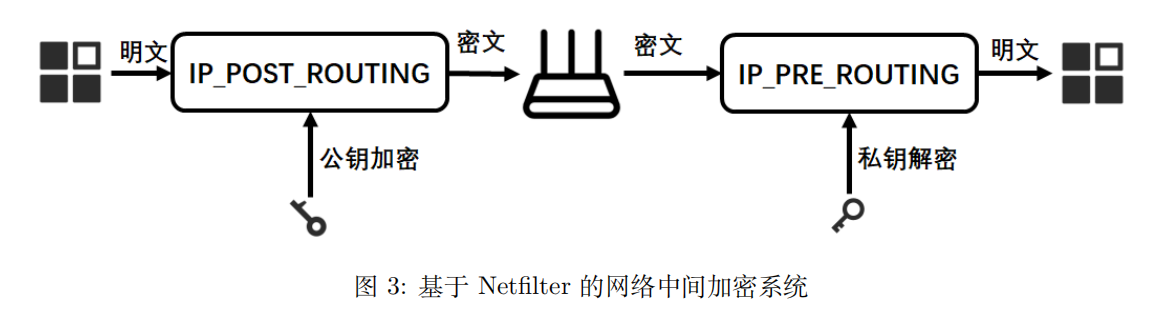 明文
IP_POST_ROUTING
密文
密文
IP_PRE_ROUTING
明文
公钥加密
私钥解密
图 3: 基于 Netfilter 的网络中间加密系统